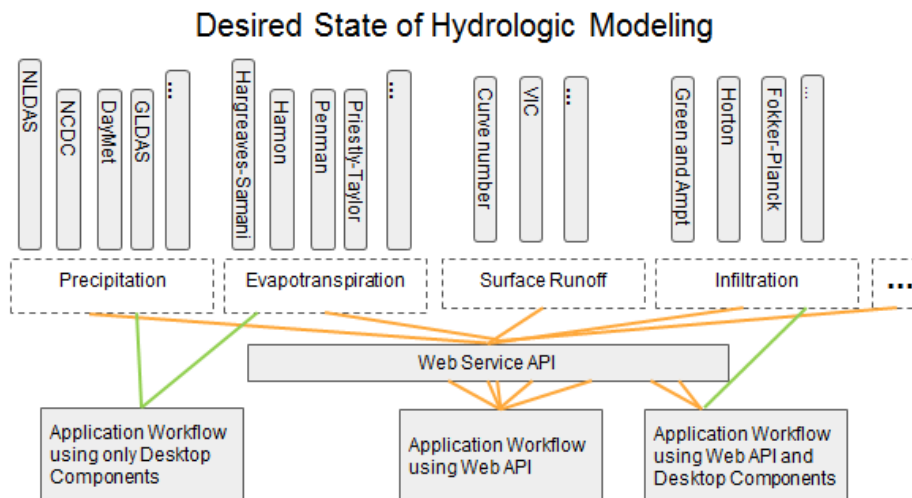 Desired State of Hydrologic Modeling
NLDAS
NCDC
DayMet
GLDAS
...
Hargreaves-Samani
Hamon
Penman
Priestly-Taylor
...
Curve number
VIC
...
Green and Ampt
Horton
Fokker-Planck
...
Precipitation
Evapotranspiration
Surface Runoff
Infiltration
...
Web Service API
Application Workflow
using only Desktop
Components
Application Workflow
using Web API
Application Workflow
using Web API and
Desktop Components